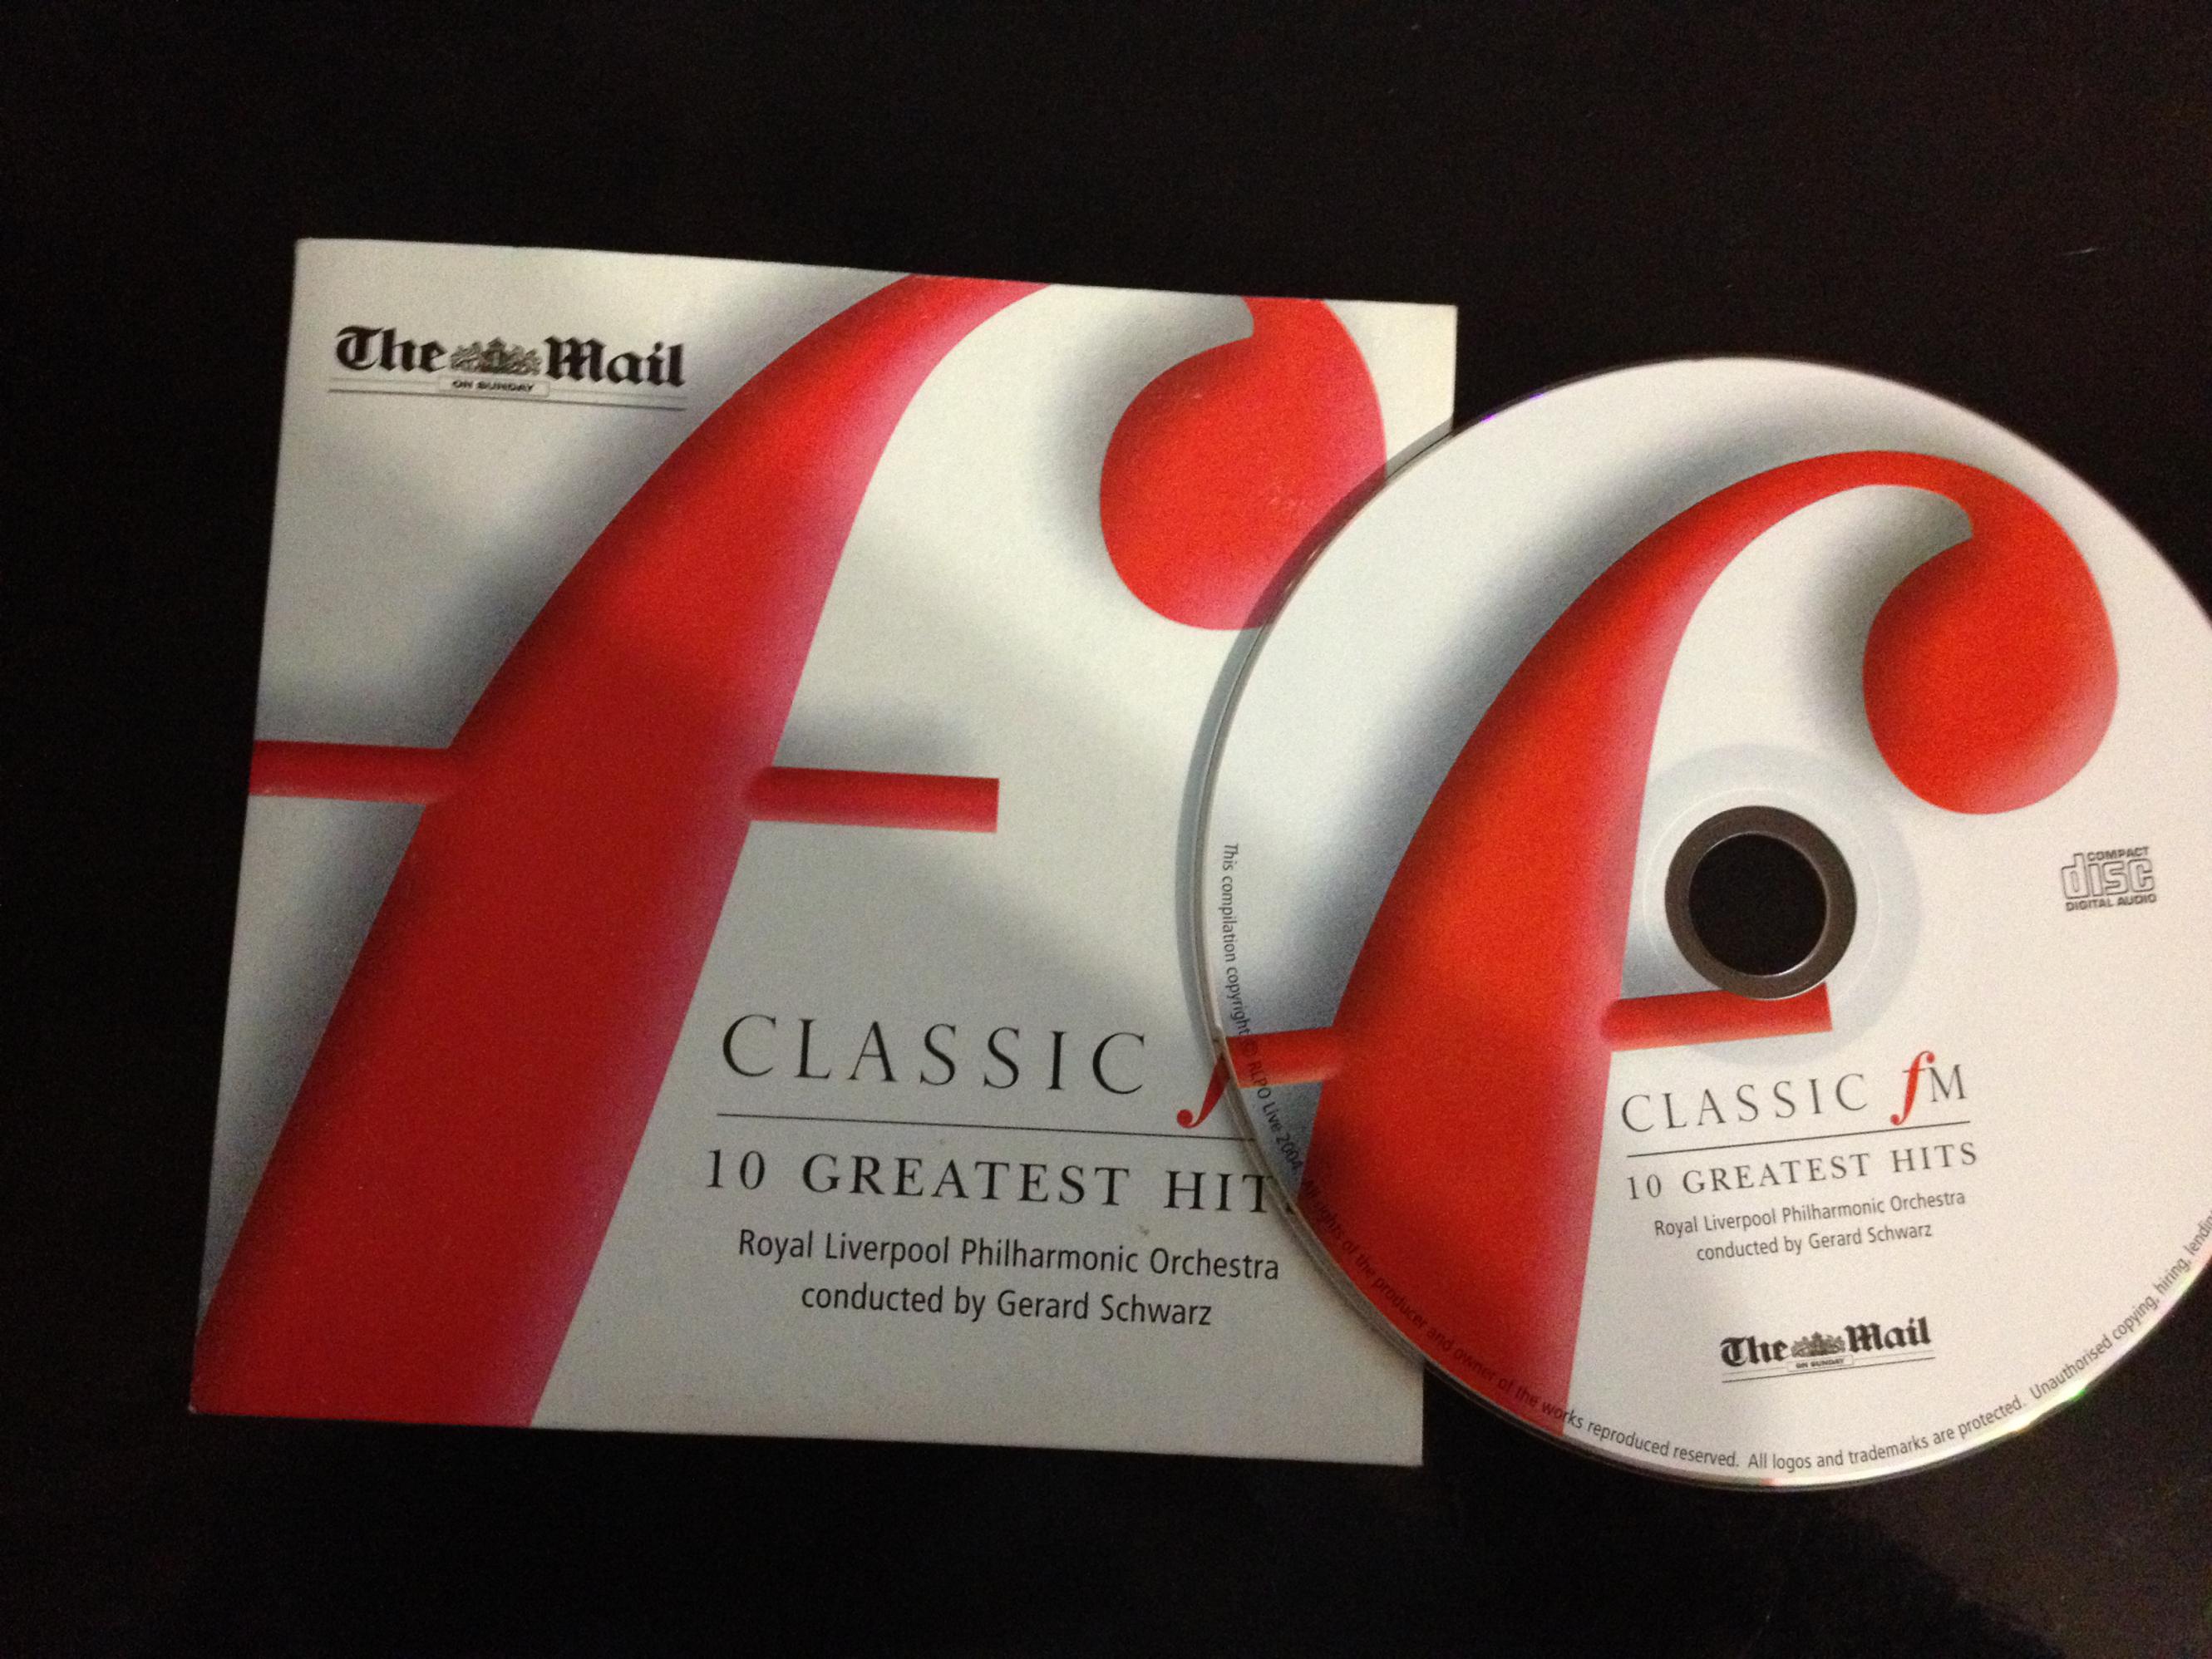 The Mail
ON SUNDAY
CLASSIC f
10 GREATEST HIT
Royal Liverpool Philharmonic Orchestra
conducted by Gerard Schwarz
COMPACT
disc
DIGITAL AUDIO
CLASSIC fM
10 GREATEST HITS
Royal Liverpool Philharmonic Orchestra
conducted by Gerard Schwarz
The Mail
ON SUNDAY
This compilation copyright © RLPO Live 2004. All rights of the producer and owner of the works reproduced reserved. All logos and trademarks are protected. Unauthorised copying, hiring, lending